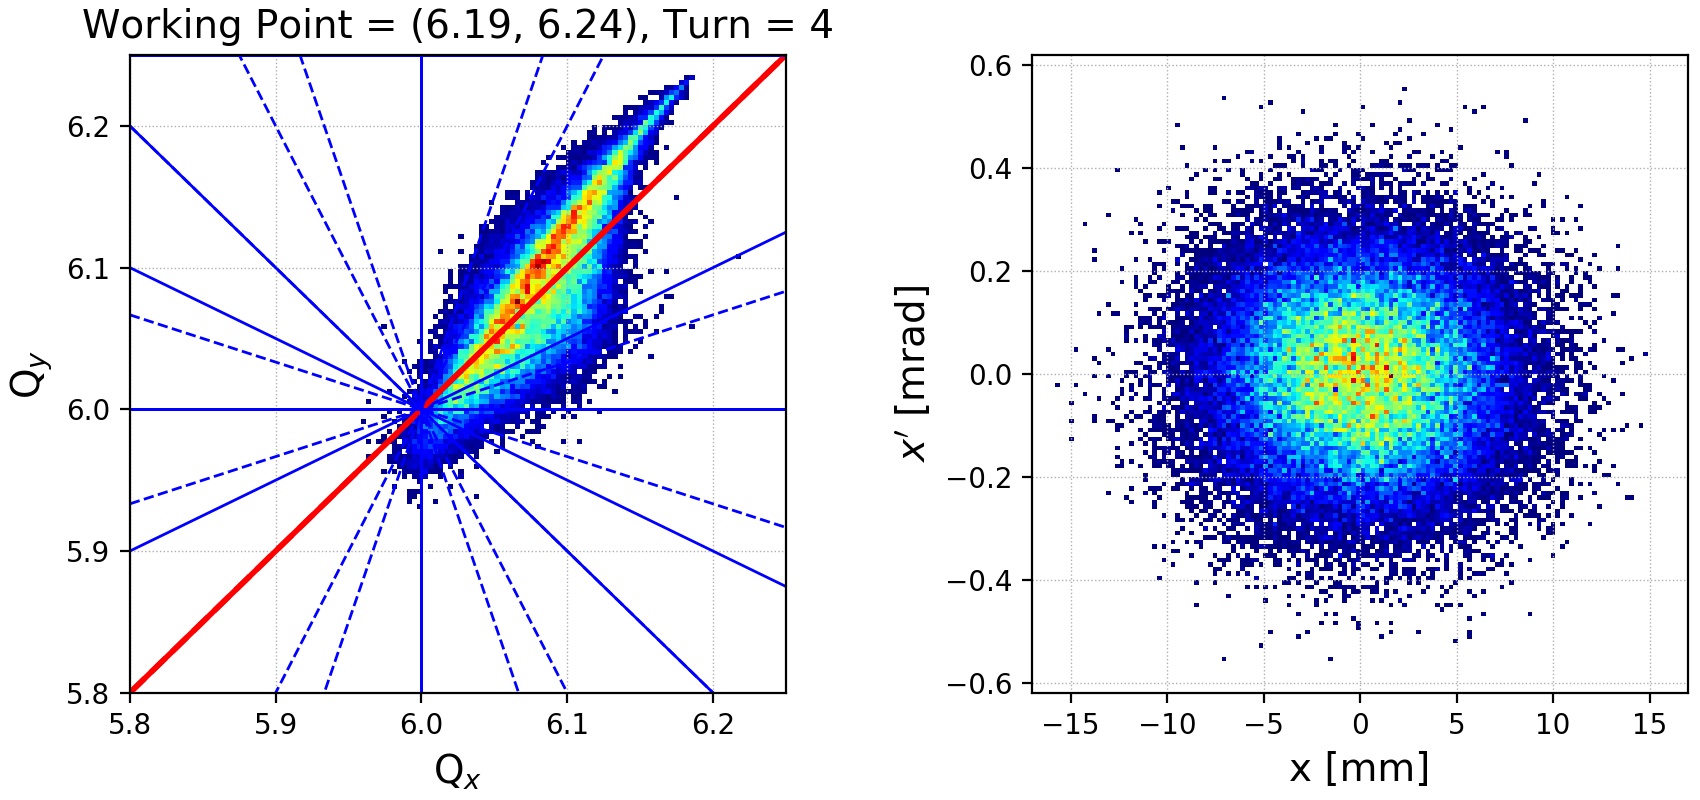 Working Point = (6.19, 6.24), Turn = 4
6.2
6.1
6.0
5.9
5.8
Q_y
5.8 5.9 6.0 6.1 6.2
Q_x
0.6
0.4
0.2
0.0
−0.2
−0.4
−0.6
x′ [mrad]
−15 −10 −5 0 5 10 15
x [mm]